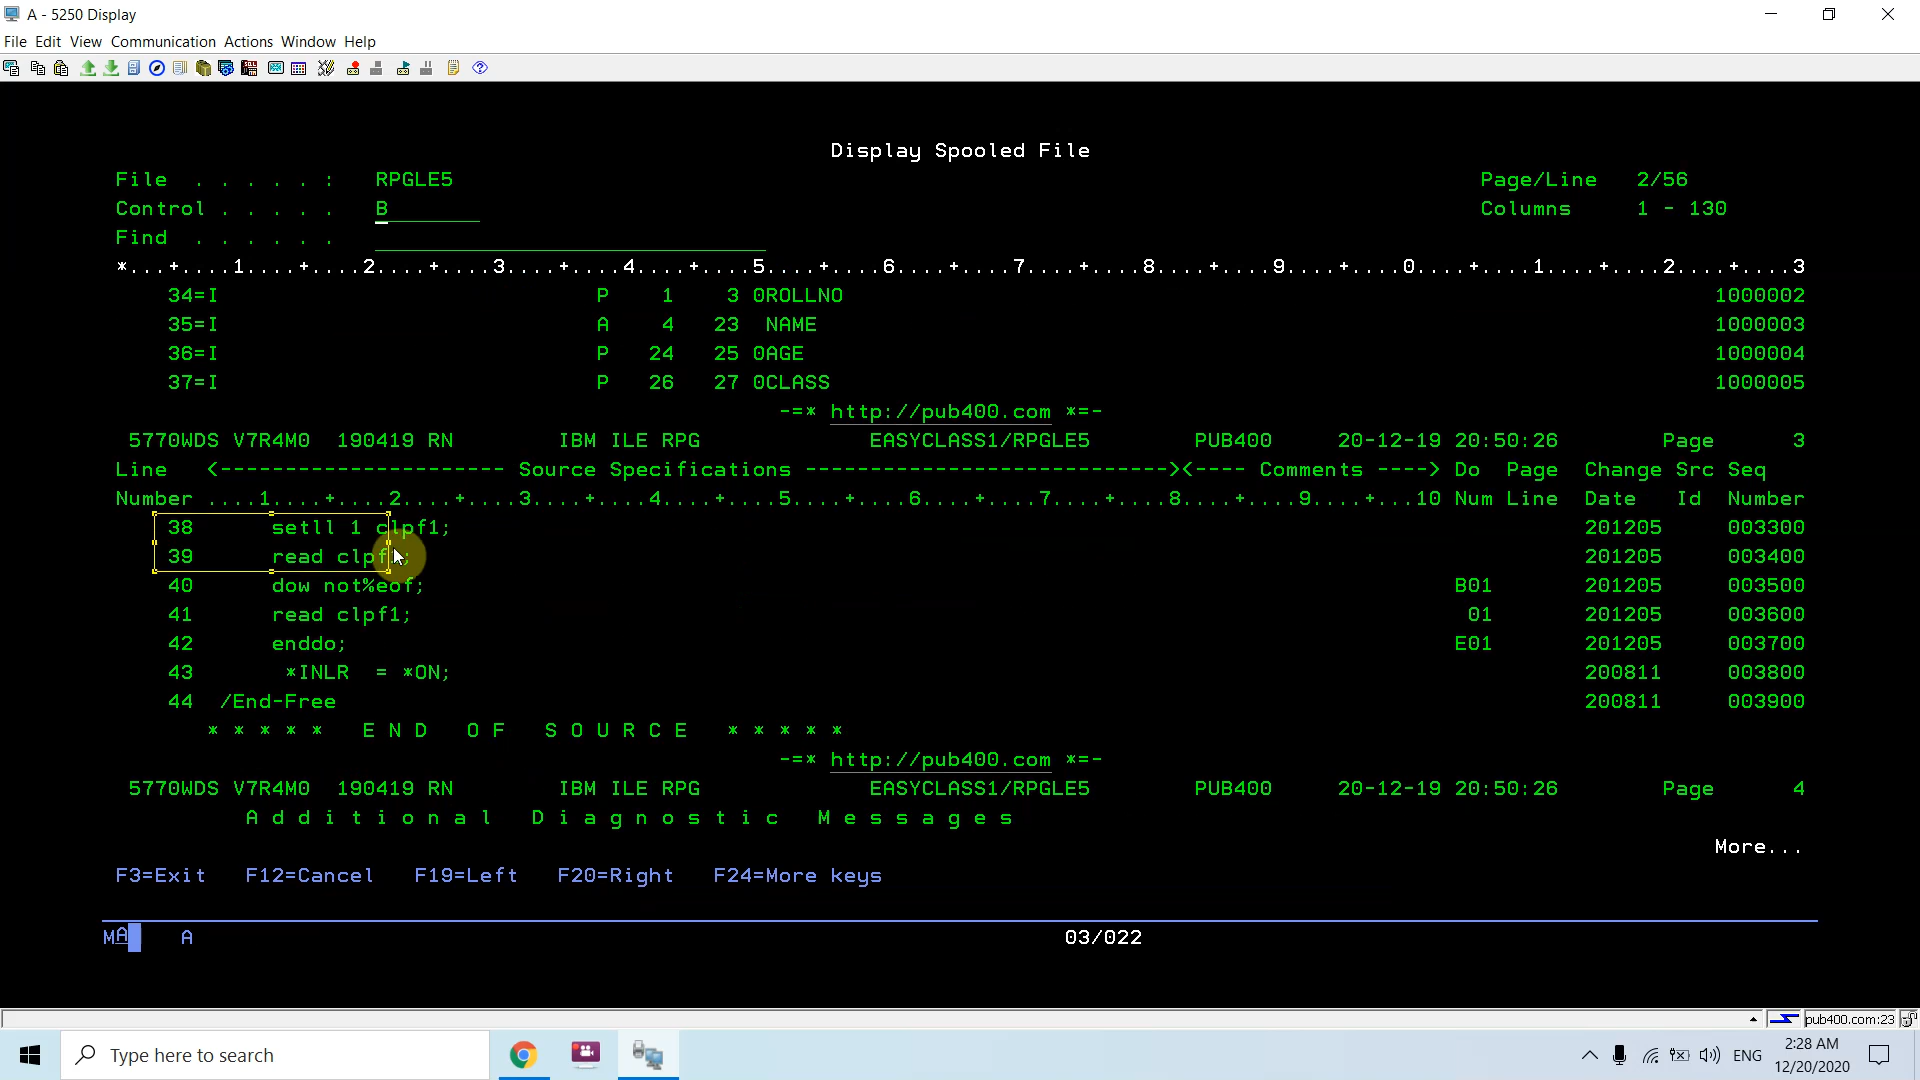 A - 5250 Display
File Edit View Communication Actions Window Help
Display Spooled File
File . . . . . : RPGLE5 Page/Line 2/56
Control . . . . . B Columns 1 - 130
Find . . . . . .
*...+....1....+....2....+....3....+....4....+....5....+....6....+....7....+....8....+....9....+....0....+....1....+....2....+....3
34=I P 1 3 0ROLLNO 1000002
35=I A 4 23 NAME 1000003
36=I P 24 25 0AGE 1000004
37=I P 26 27 0CLASS 1000005
-=* http://pub400.com *=-
5770WDS V7R4M0 190419 RN IBM ILE RPG EASYCLASS1/RPGLE5 PUB400 20-12-19 20:50:26 Page 3
Line <---------------------- Source Specifications ----------------------------><---- Comments ----> Do Page Change Src Seq
Number ....1....+....2....+....3....+....4....+....5....+....6....+....7....+....8....+....9....+...10 Num Line Date Id Number
38 setll 1 clpf1; 201205 003300
39 read clpf1; 201205 003400
40 dow not%eof; B01 201205 003500
41 read clpf1; 01 201205 003600
42 enddo; E01 201205 003700
43 *INLR = *ON; 200811 003800
44 /End-Free 200811 003900
* * * * * E N D O F S O U R C E * * * * *
-=* http://pub400.com *=-
5770WDS V7R4M0 190419 RN IBM ILE RPG EASYCLASS1/RPGLE5 PUB400 20-12-19 20:50:26 Page 4
A d d i t i o n a l D i a g n o s t i c M e s s a g e s
More...
F3=Exit F12=Cancel F19=Left F20=Right F24=More keys
MA A 03/022
pub400.com:23
Type here to search
ENG
2:28 AM
12/20/2020